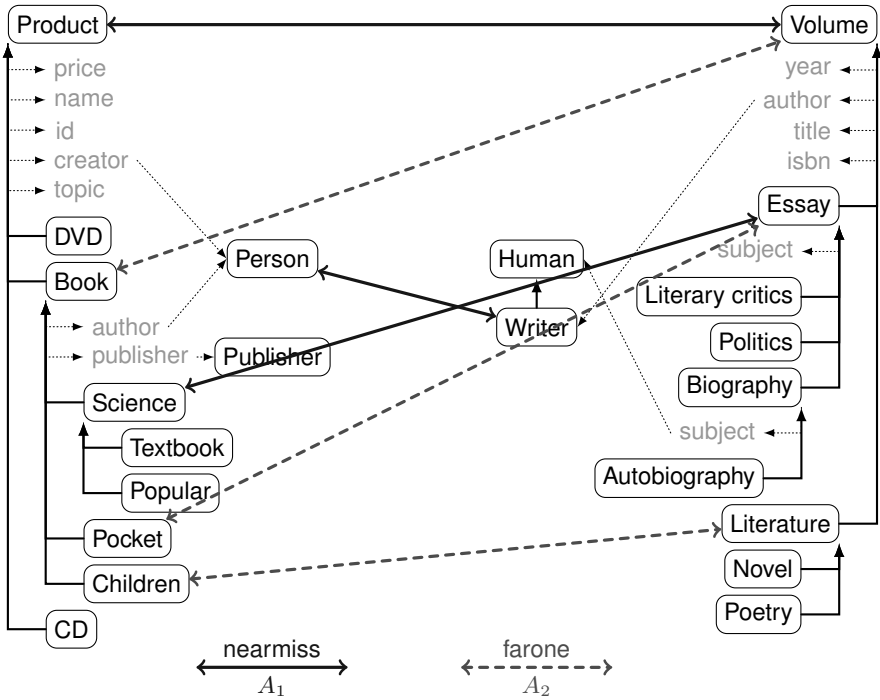 Product
Volume
price
year
name
author
id
title
creator
isbn
topic
Essay
DVD
Person
Human
subject
Book
Literary critics
author
Writer
publisher
Publisher
Politics
Science
Biography
Textbook
subject
Popular
Autobiography
Pocket
Literature
Children
Novel
CD
Poetry
nearmiss
farone
A1
A2